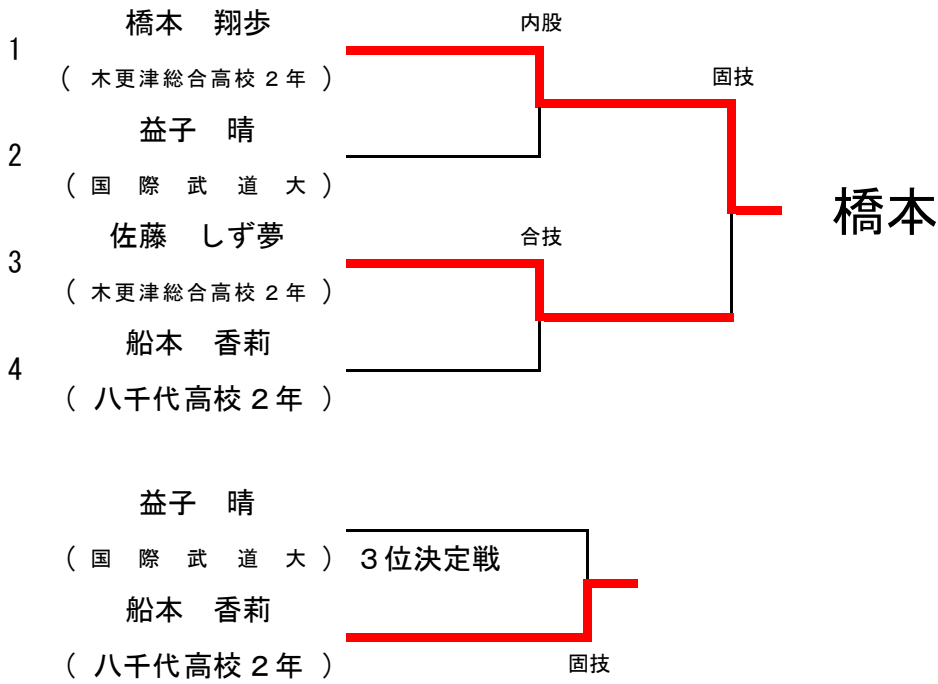 橋本　翔歩
内股
1
（ 木更津総合高校２年 ）
固技
益子　晴
2
（ 国際武道大 ）
橋本
佐藤　しず夢
合技
3
（ 木更津総合高校２年 ）
船本　香莉
4
（ 八千代高校２年 ）
益子　晴
（ 国際武道大 ）
３位決定戦
船本　香莉
（ 八千代高校２年 ）
固技